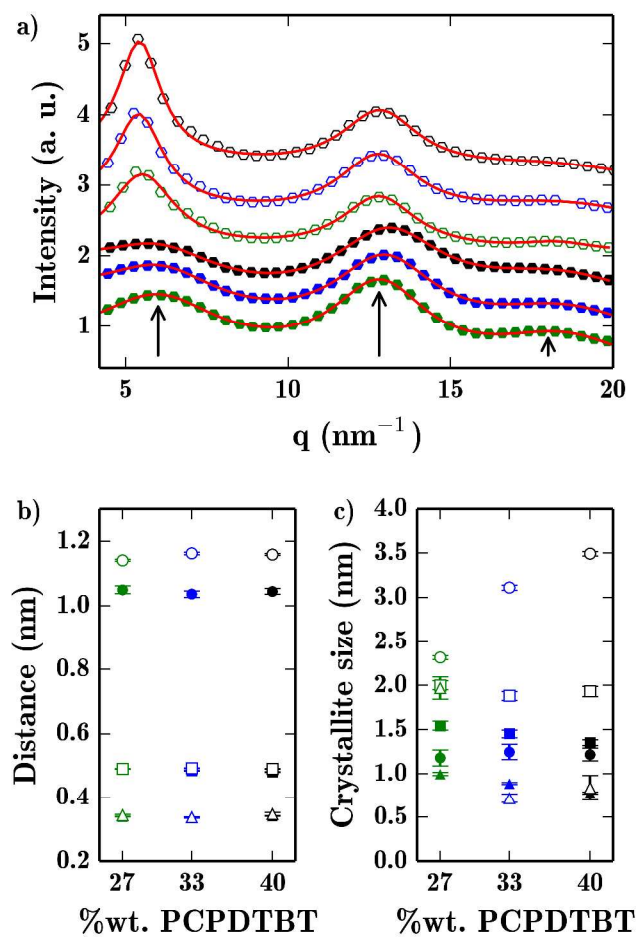 a)
Intensity (a. u.)
5
4
3
2
1
5 10 15 20
q (nm⁻¹)
b)
Distance (nm)
1.2
1.0
0.8
0.6
0.4
0.2
27 33 40
%wt. PCPDTBT
c)
Crystallite size (nm)
4.0
3.5
3.0
2.5
2.0
1.5
1.0
0.5
0.0
27 33 40
%wt. PCPDTBT